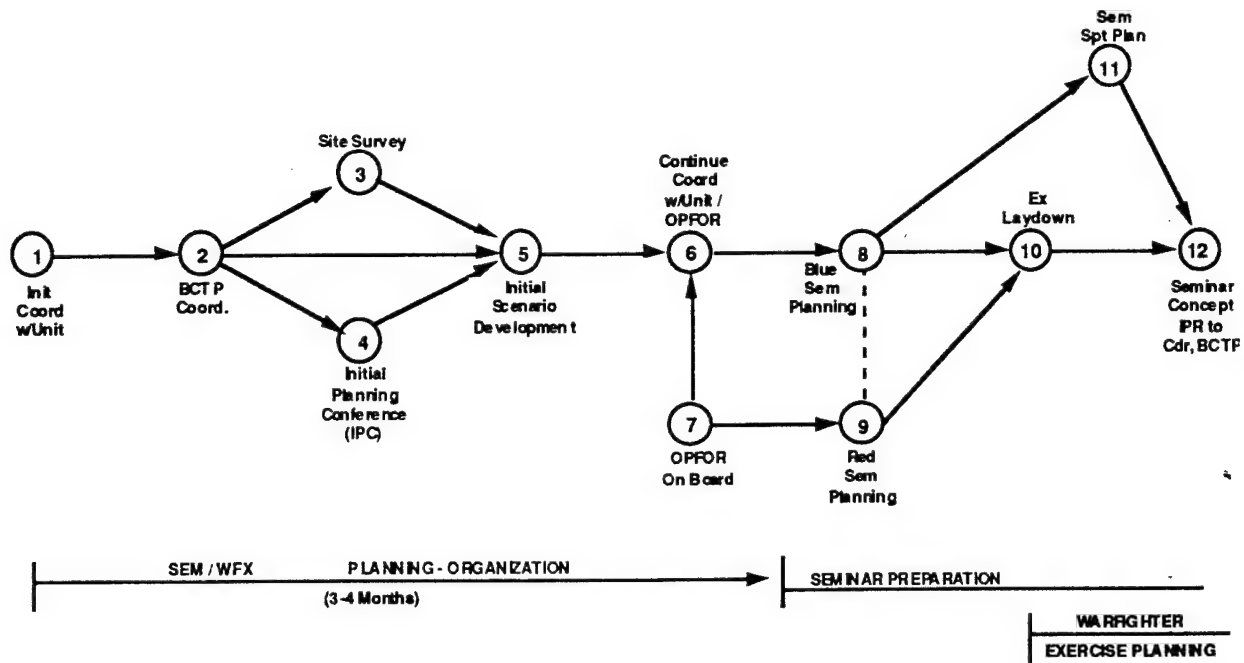 Sem
Spt Plan
11
Site Survey
3
Continue
Coord
w/Unit /
OPFOR
Ex
Laydown
1
2
5
6
8
10
12
Init
Coord
w/Unit
BCTP
Coord.
Initial
Scenario
Development
Blue
Sem
Planning
Seminar
Concept
IPR to
Cdr, BCTP
4
Initial
Planning
Conference
(IPC)
7
9
OPFOR
On Board
Red
Sem
Planning
SEM / WFX PLANNING - ORGANIZATION
(3-4 Months)
SEMINAR PREPARATION
WARFIGHTER
EXERCISE PLANNING